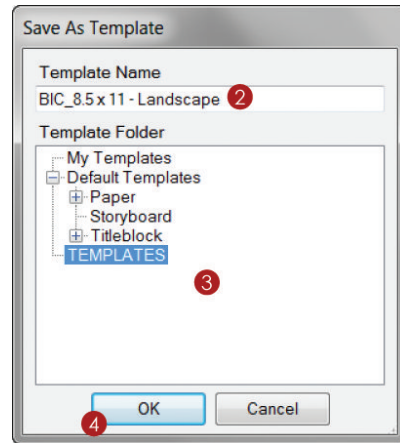 Save As Template
Template Name
BIC_8.5 x 11 - Landscape 2
Template Folder
My Templates
Default Templates
Paper
Storyboard
Titleblock
TEMPLATES
3
4 OK Cancel